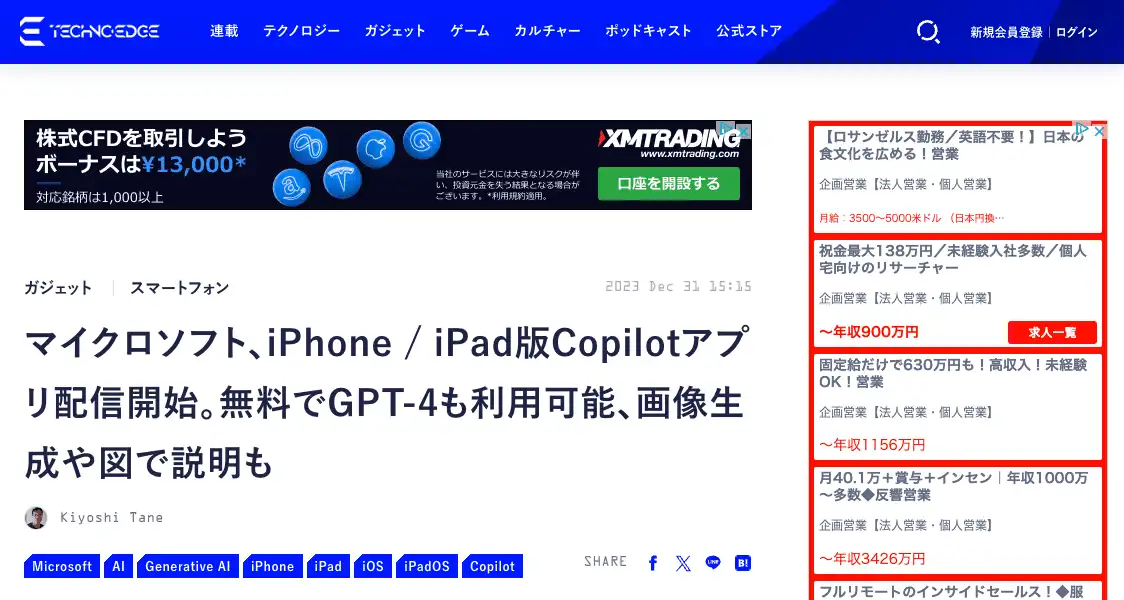 TECHNOEDGE
連載 テクノロジー ガジェット ゲーム カルチャー ポッドキャスト 公式ストア
新規会員登録 | ログイン
株式CFDを取引しよう
ボーナスは¥13,000*
対応銘柄は1,000以上
当社のサービスには大きなリスクが伴
い、投資元金を失う結果となる場合が
ございます。*利用規約適用。
XMTRADING
www.xmtrading.com
口座を開設する
ガジェット スマートフォン
2023 Dec 31 15:15
マイクロソフト、iPhone / iPad版Copilotアプ
リ配信開始。無料でGPT-4も利用可能、画像生
成や図で説明も
Kiyoshi Tane
Microsoft AI Generative AI iPhone iPad iOS iPadOS Copilot
SHARE
LINE
B!
【ロサンゼルス勤務／英語不要！】日本の
食文化を広める！営業
企画営業【法人営業・個人営業】
月給：3500～5000米ドル （日本円換…
祝金最大138万円／未経験入社多数／個人
宅向けのリサーチャー
企画営業【法人営業・個人営業】
～年収900万円
求人一覧
固定給だけで630万円も！高収入！未経験
OK！営業
企画営業【法人営業・個人営業】
～年収1156万円
月40.1万＋賞与＋インセン｜年収1000万
～多数◆反響営業
企画営業【法人営業・個人営業】
～年収3426万円
フルリモートのインサイドセールス！◆服